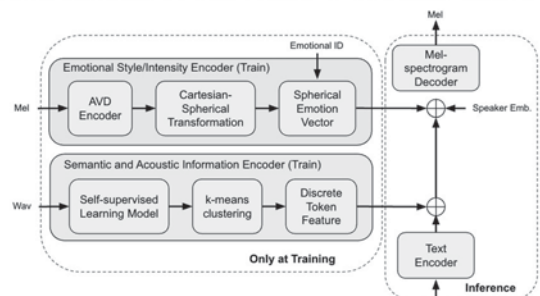 Mel
Emotional ID
Mel-
spectrogram
Decoder
Emotional Style/Intensity Encoder (Train)
Mel
AVD
Encoder
Cartesian-
Spherical
Transformation
Spherical
Emotion
Vector
Speaker Emb.
Semantic and Acoustic Information Encoder (Train)
Wav
Self-supervised
Learning Model
k-means
clustering
Discrete
Token
Feature
Text
Encoder
Only at Training
Inference